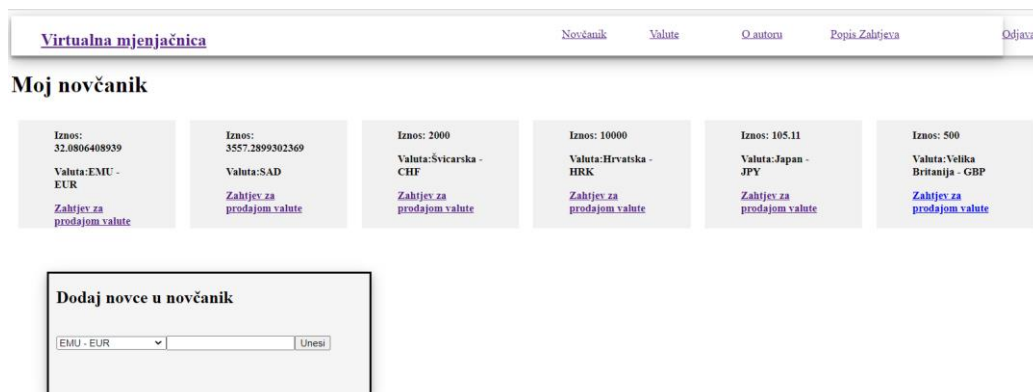 Virtualna mjenjačnica
Novčanik Valute O autoru Popis Zahtjeva Odjava
Moj novčanik
Iznos:
32.0806408939
Valuta:EMU -
EUR
Zahtjev za
prodajom valute
Iznos:
3557.2899302369
Valuta:SAD
Zahtjev za
prodajom valute
Iznos: 2000
Valuta:Švicarska -
CHF
Zahtjev za
prodajom valute
Iznos: 10000
Valuta:Hrvatska -
HRK
Zahtjev za
prodajom valute
Iznos: 105.11
Valuta:Japan -
JPY
Zahtjev za
prodajom valute
Iznos: 500
Valuta:Velika
Britanija - GBP
Zahtjev za
prodajom valute
Dodaj novce u novčanik
EMU - EUR Unesi